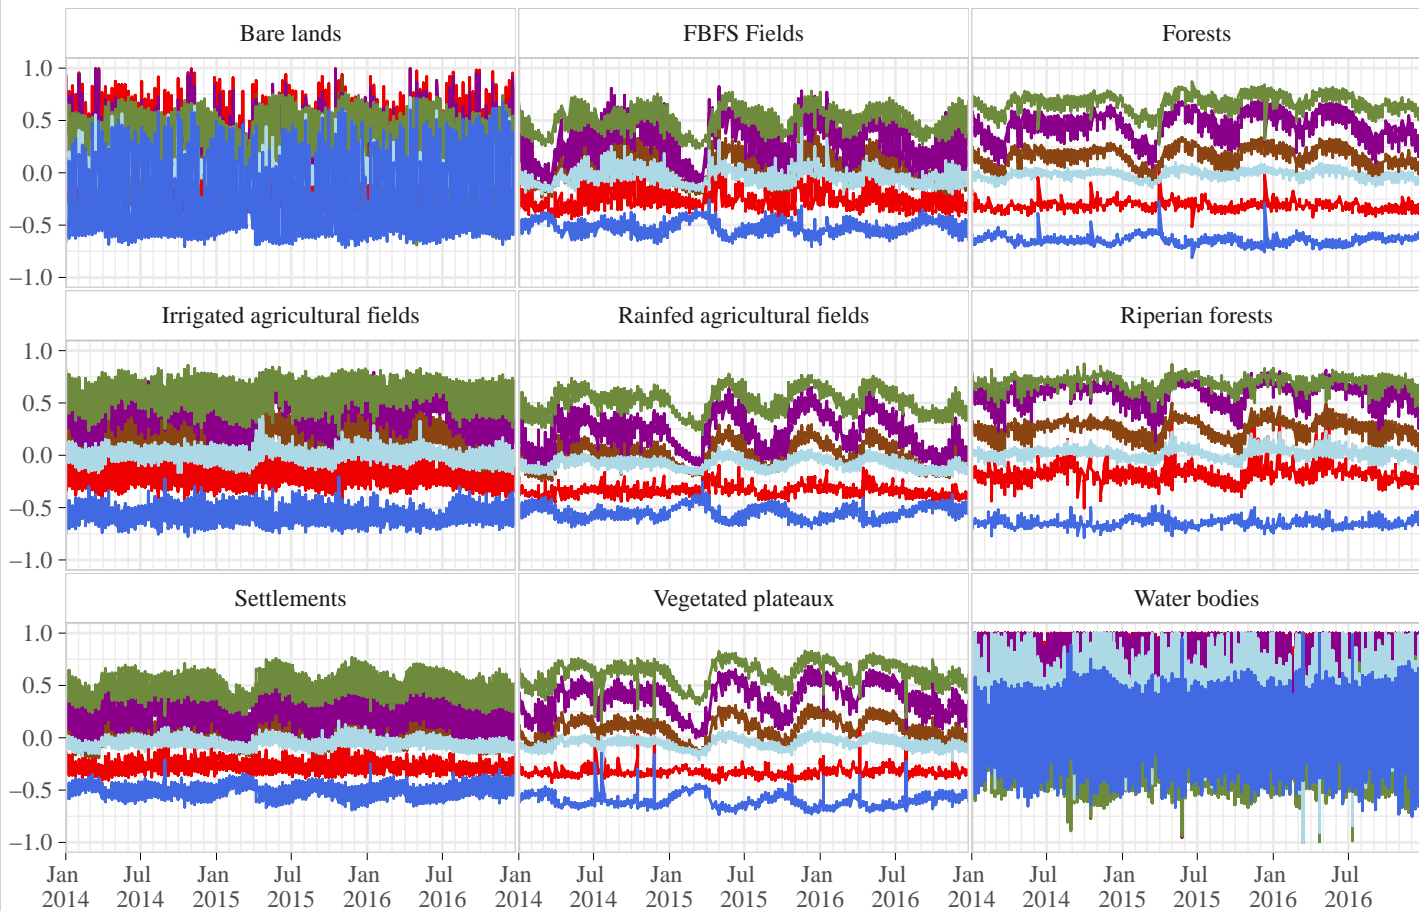 Bare lands
FBFS Fields
Forests
1.0
0.5
0.0
−0.5
−1.0
Irrigated agricultural fields
Rainfed agricultural fields
Riperian forests
1.0
0.5
0.0
−0.5
−1.0
Settlements
Vegetated plateaux
Water bodies
1.0
0.5
0.0
−0.5
−1.0
Jan Jul Jan Jul Jan Jul Jan Jul Jan Jul Jan Jul Jan Jul Jan Jul Jan Jul
2014 2014 2015 2015 2016 2016 2014 2014 2015 2015 2016 2016 2014 2014 2015 2015 2016 2016